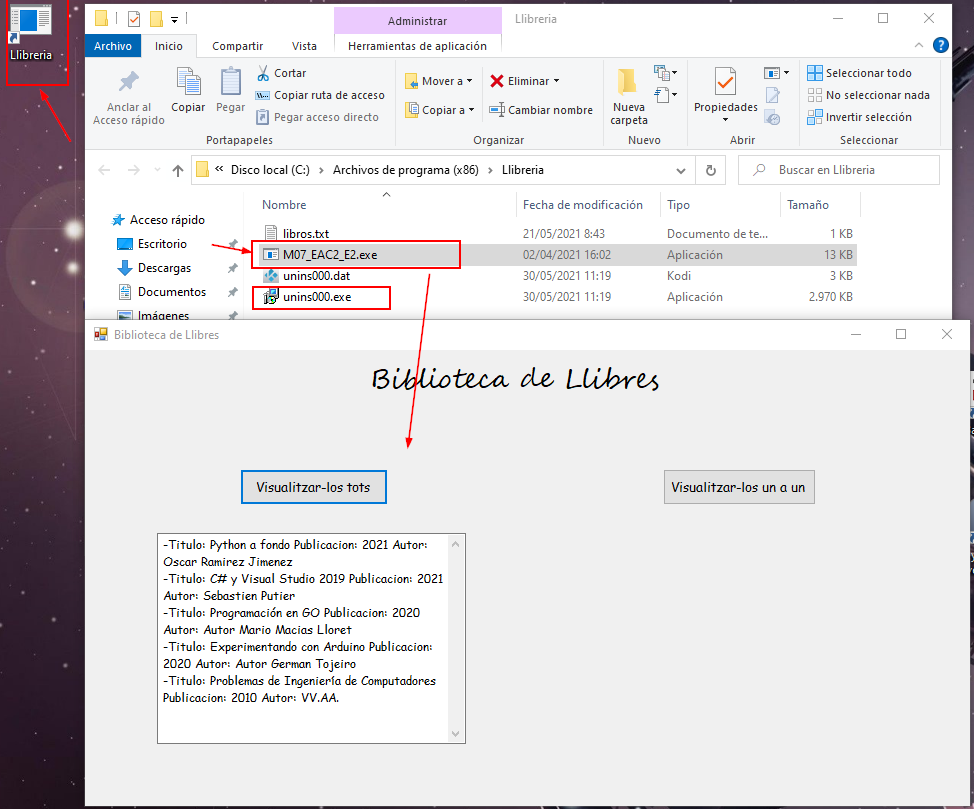 Llibreria
Administrar
Llibreria
Archivo
Inicio
Compartir
Vista
Herramientas de aplicación
Anclar al
Acceso rápido
Copiar
Pegar
Cortar
Copiar ruta de acceso
Pegar acceso directo
Portapapeles
Mover a
Copiar a
Eliminar
Cambiar nombre
Organizar
Nueva
carpeta
Nuevo
Propiedades
Abrir
Seleccionar todo
No seleccionar nada
Invertir selección
Seleccionar
« Disco local (C:) › Archivos de programa (x86) › Llibreria
Buscar en Llibreria
Nombre Fecha de modificación Tipo Tamaño
Acceso rápido
Escritorio
Descargas
Documentos
Imágenes
libros.txt 21/05/2021 8:43 Documento de te... 1 KB
M07_EAC2_E2.exe 02/04/2021 16:02 Aplicación 13 KB
unins000.dat 30/05/2021 11:19 Kodi 3 KB
unins000.exe 30/05/2021 11:19 Aplicación 2.970 KB
Biblioteca de Llibres
Biblioteca de Llibres
Visualitzar-los tots
Visualitzar-los un a un
-Titulo: Python a fondo Publicacion: 2021 Autor:
Oscar Ramirez Jimenez
-Titulo: C# y Visual Studio 2019 Publicacion: 2021
Autor: Sebastien Putier
-Titulo: Programación en GO Publicacion: 2020
Autor: Autor Mario Macias Lloret
-Titulo: Experimentando con Arduino Publicacion:
2020 Autor: Autor German Tojeiro
-Titulo: Problemas de Ingeniería de Computadores
Publicacion: 2010 Autor: VV.AA.